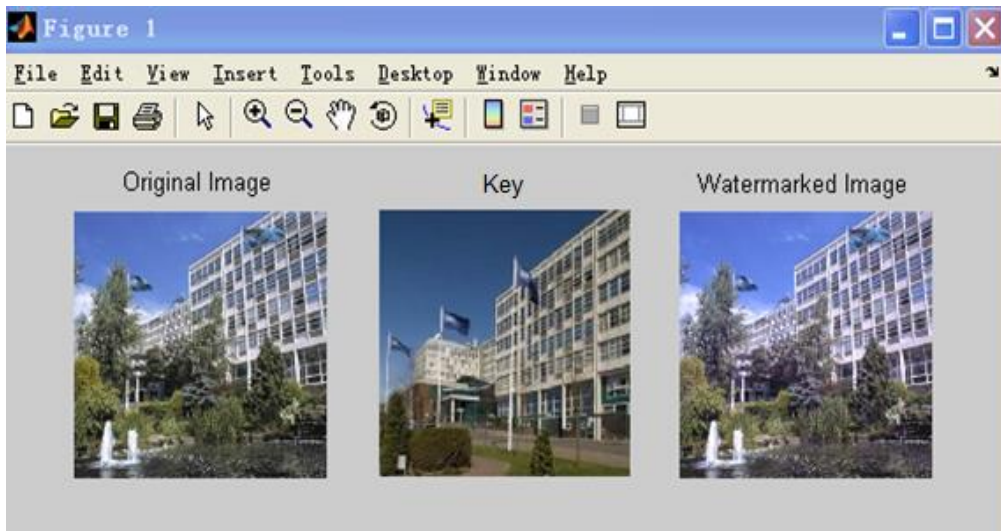 Figure 1
File Edit View Insert Tools Desktop Window Help
Original Image
Key
Watermarked Image